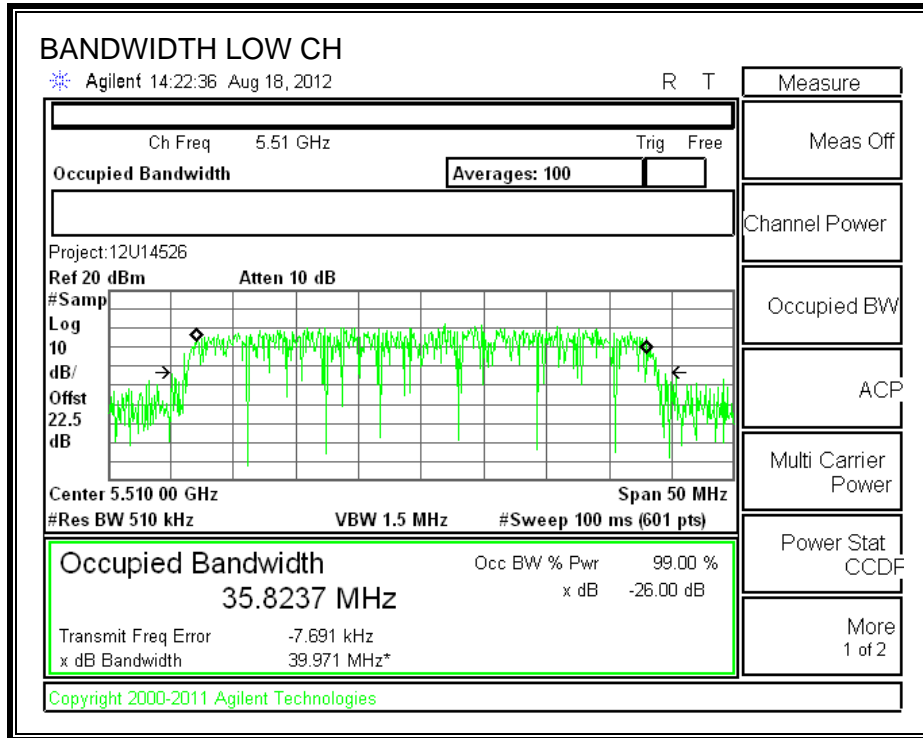 BANDWIDTH LOW CH
Agilent 14:22:36 Aug 18, 2012 R T
Ch Freq 5.51 GHz Trig Free
Occupied Bandwidth Averages: 100
Project:12U14526
Ref 20 dBm Atten 10 dB
#Samp
Log
10
dB/
Offst
22.5
dB
Center 5.510 00 GHz Span 50 MHz
#Res BW 510 kHz VBW 1.5 MHz #Sweep 100 ms (601 pts)
Occupied Bandwidth Occ BW % Pwr 99.00 %
35.8237 MHz x dB -26.00 dB
Transmit Freq Error -7.691 kHz
x dB Bandwidth 39.971 MHz*
Copyright 2000-2011 Agilent Technologies
Measure
Meas Off
Channel Power
Occupied BW
ACP
Multi Carrier
Power
Power Stat
CCDF
More
1 of 2